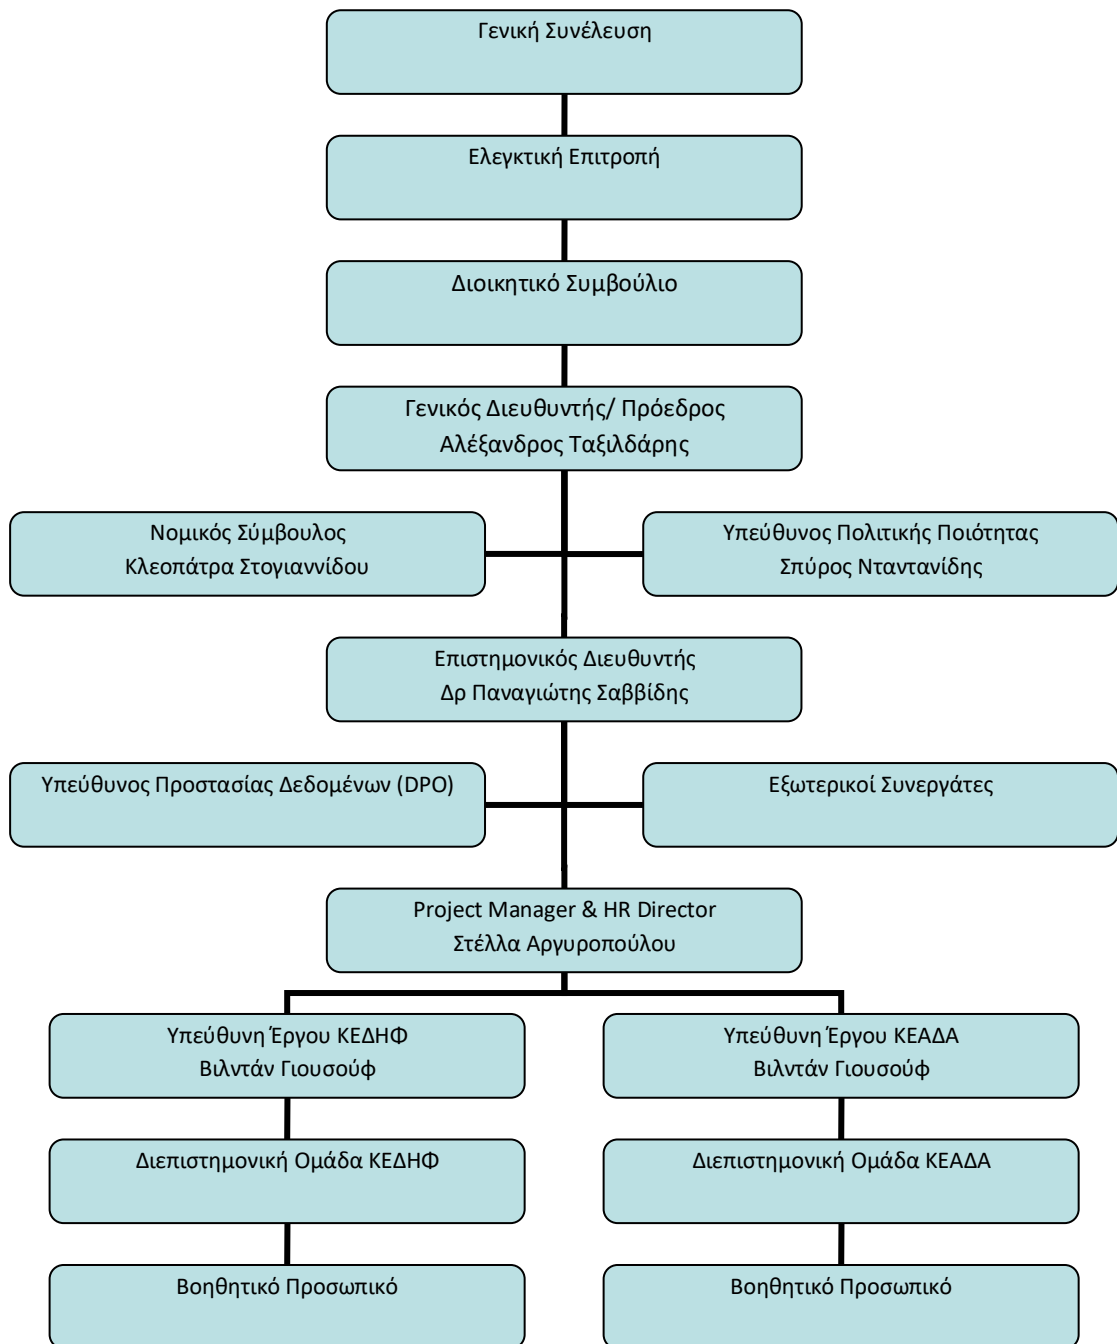 Γενική Συνέλευση
Ελεγκτική Επιτροπή
Διοικητικό Συμβούλιο
Γενικός Διευθυντής/ Πρόεδρος
Αλέξανδρος Ταξιλδάρης
Νομικός Σύμβουλος
Κλεοπάτρα Στογιαννίδου
Υπεύθυνος Πολιτικής Ποιότητας
Σπύρος Νταντανίδης
Επιστημονικός Διευθυντής
Δρ Παναγιώτης Σαββίδης
Υπεύθυνος Προστασίας Δεδομένων (DPO)
Εξωτερικοί Συνεργάτες
Project Manager & HR Director
Στέλλα Αργυροπούλου
Υπεύθυνη Έργου ΚΕΔΗΦ
Βιλντάν Γιουσούφ
Υπεύθυνη Έργου ΚΕΑΔΑ
Βιλντάν Γιουσούφ
Διεπιστημονική Ομάδα ΚΕΔΗΦ
Διεπιστημονική Ομάδα ΚΕΑΔΑ
Βοηθητικό Προσωπικό
Βοηθητικό Προσωπικό